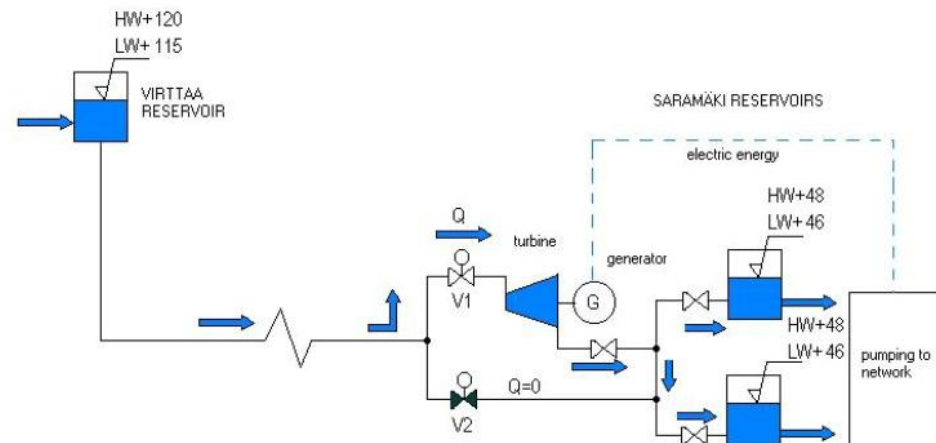 HW+120
LW+115
VIRTTAA
RESERVOIR
SARAMÄKI RESERVOIRS
electric energy
HW+48
LW+46
Q
turbine
generator
G
V1
HW+48
LW+46
pumping to
network
Q=0
V2